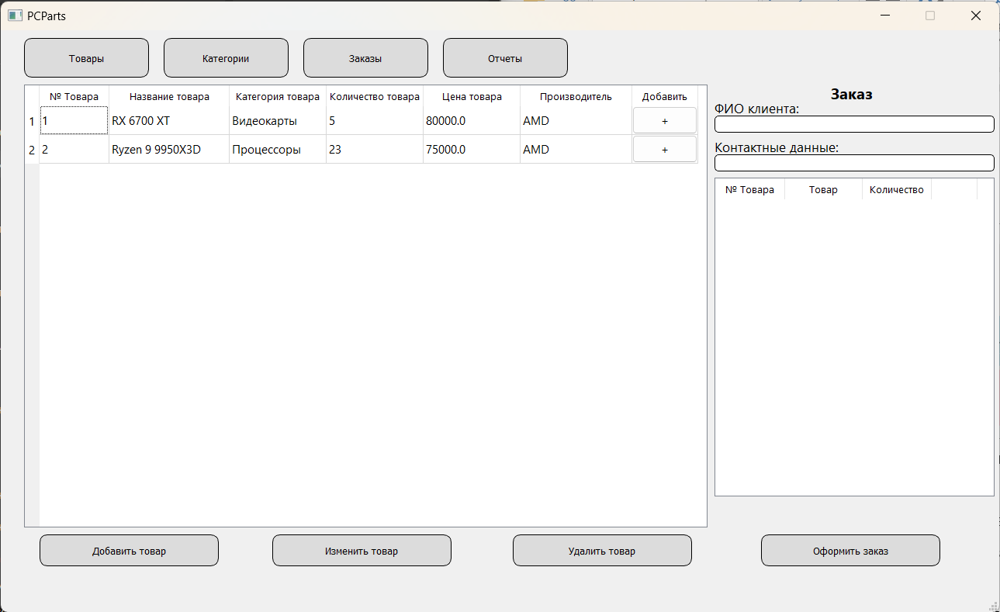 PCParts
Товары Категории Заказы Отчеты
№ Товара Название товара Категория товара Количество товара Цена товара Производитель Добавить
1 1 RX 6700 XT Видеокарты 5 80000.0 AMD +
2 2 Ryzen 9 9950X3D Процессоры 23 75000.0 AMD +
Заказ
ФИО клиента:
Контактные данные:
№ Товара Товар Количество
Добавить товар Изменить товар Удалить товар Оформить заказ